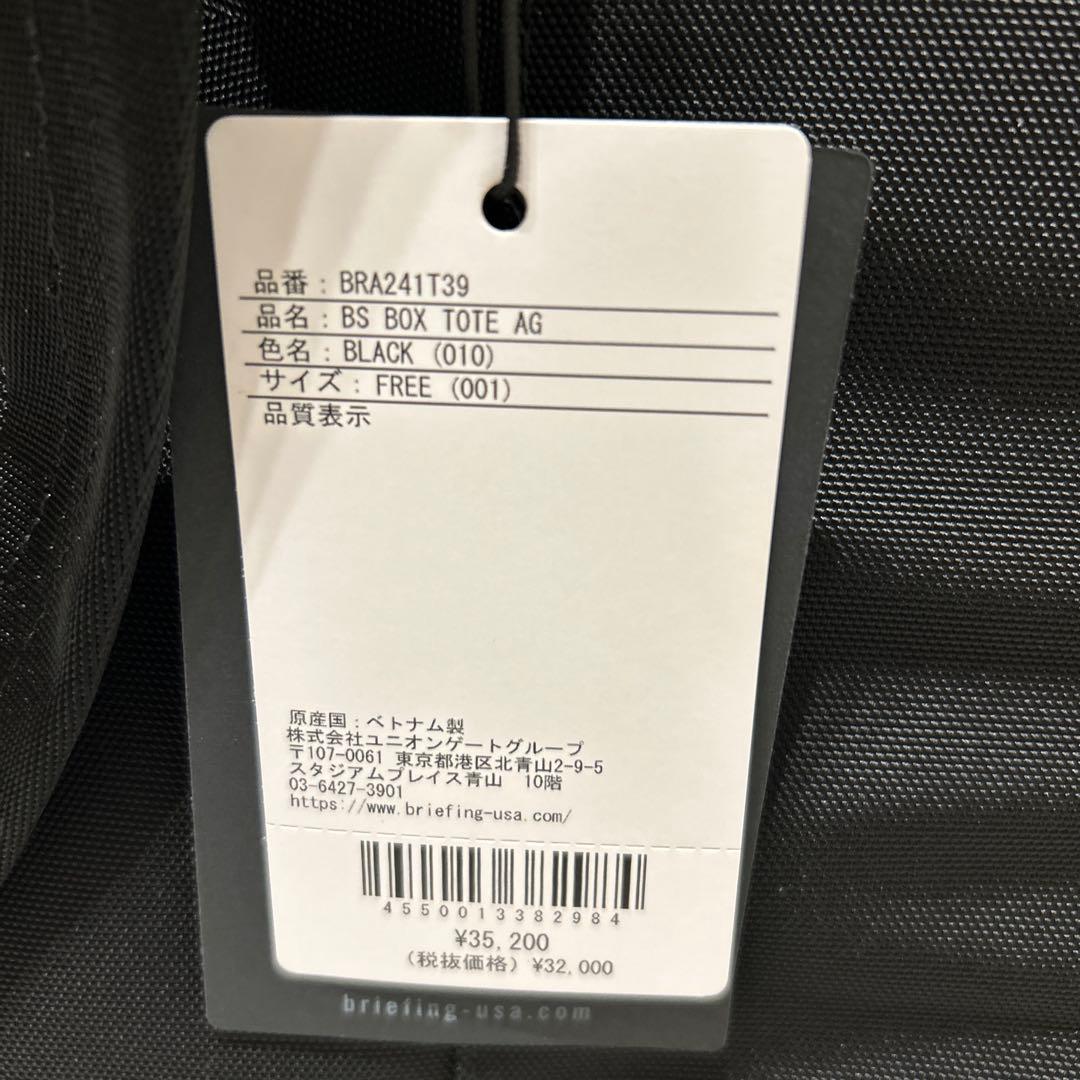 品番 : BRA241T39
品名 : BS BOX TOTE AG
色名 : BLACK (010)
サイズ : FREE (001)
品質表示
原産国 : ベトナム製
株式会社ユニオンゲートグループ
〒107-0061 東京都港区北青山2-9-5
スタジアムプレイス青山 10階
03-6427-3901
https://www.briefing-usa.com/
4550013382984
¥35,200
(税抜価格) ¥32,000
briefing-usa.com